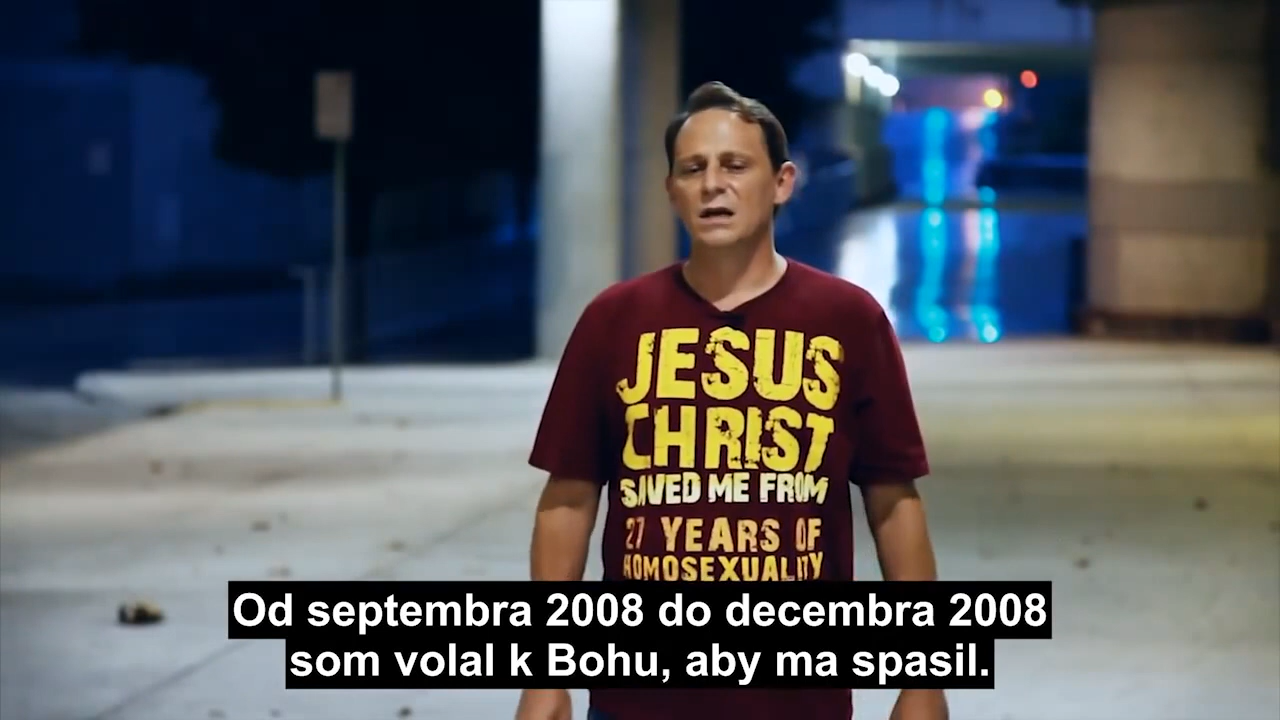 JESUS
CHRIST
SAVED ME FROM
27 YEARS OF
HOMOSEXUALITY
Od septembra 2008 do decembra 2008
som volal k Bohu, aby ma spasil.